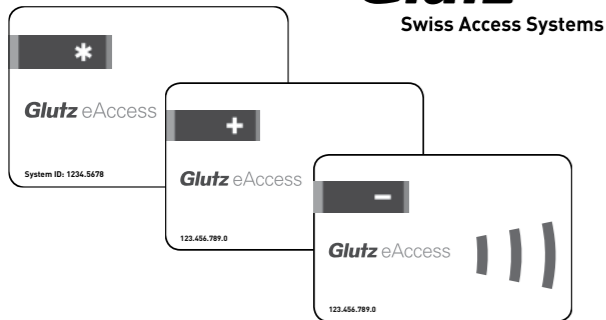 Glutz
Swiss Access Systems
*
Glutz eAccess
System ID: 1234.5678
+
Glutz eAccess
123.456.789.0
-
Glutz eAccess
123.456.789.0